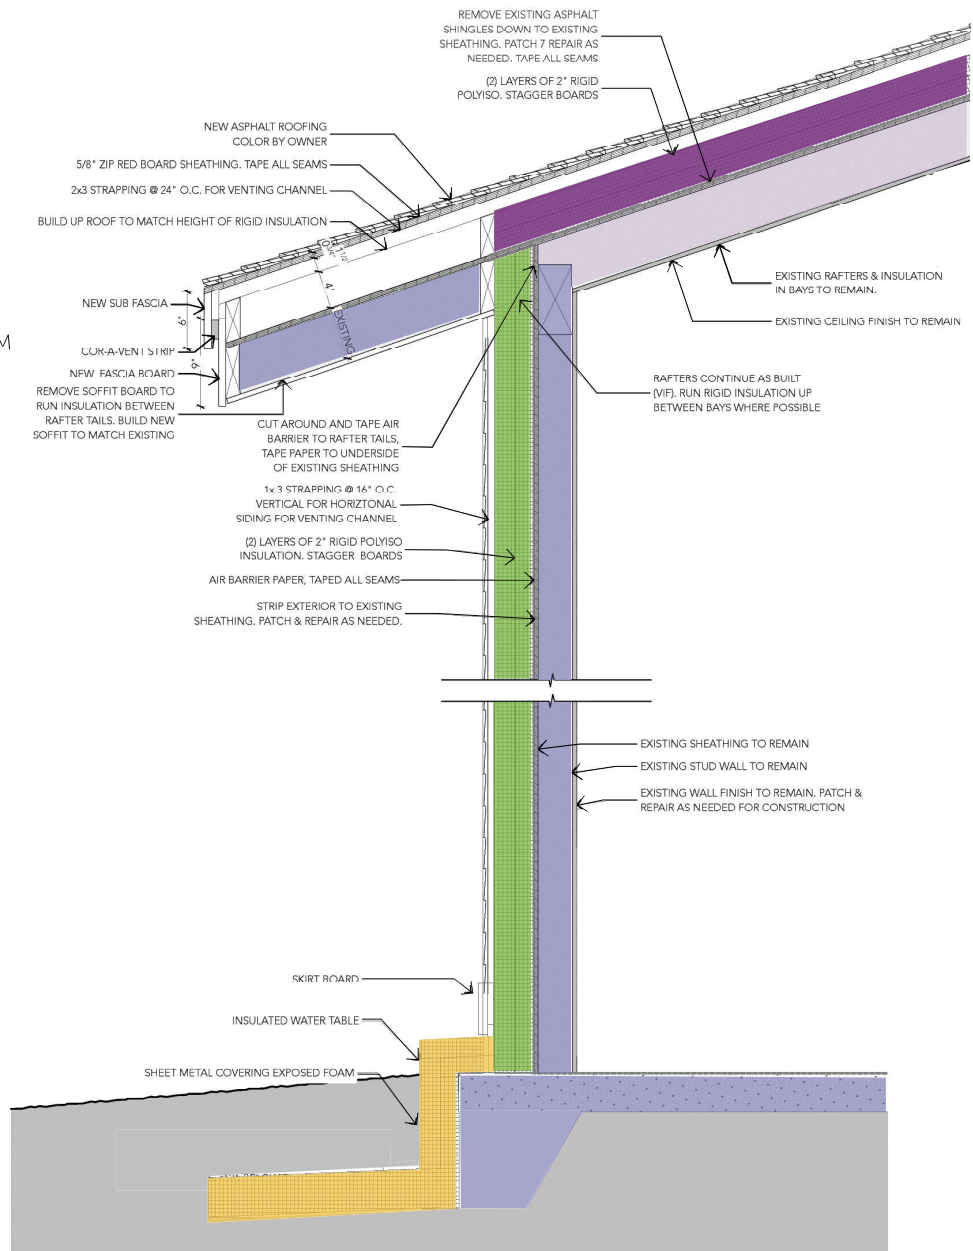 REMOVE EXISTING ASPHALT
SHINGLES DOWN TO EXISTING
SHEATHING. PATCH 7 REPAIR AS
NEEDED. TAPE ALL SEAMS
(2) LAYERS OF 2" RIGID
POLYISO. STAGGER BOARDS
NEW ASPHALT ROOFING
COLOR BY OWNER
5/8" ZIP RED BOARD SHEATHING. TAPE ALL SEAMS
2x3 STRAPPING @ 24" O.C. FOR VENTING CHANNEL
BUILD UP ROOF TO MATCH HEIGHT OF RIGID INSULATION
1 1/2"
3/4"
4'
EXISTING
NEW SUB FASCIA
6"
M
COR-A-VENT STRIP
NEW FASCIA BOARD
6"
REMOVE SOFFIT BOARD TO
RUN INSULATION BETWEEN
RAFTER TAILS. BUILD NEW
SOFFIT TO MATCH EXISTING
EXISTING RAFTERS & INSULATION
IN BAYS TO REMAIN.
EXISTING CEILING FINISH TO REMAIN
RAFTERS CONTINUE AS BUILT
(VIF). RUN RIGID INSULATION UP
BETWEEN BAYS WHERE POSSIBLE
CUT AROUND AND TAPE AIR
BARRIER TO RAFTER TAILS,
TAPE PAPER TO UNDERSIDE
OF EXISTING SHEATHING
1x 3 STRAPPING @ 16" O.C.
VERTICAL FOR HORIZTONAL
SIDING FOR VENTING CHANNEL
(2) LAYERS OF 2" RIGID POLYISO
INSULATION. STAGGER BOARDS
AIR BARRIER PAPER, TAPED ALL SEAMS
STRIP EXTERIOR TO EXISTING
SHEATHING. PATCH & REPAIR AS NEEDED.
EXISTING SHEATHING TO REMAIN
EXISTING STUD WALL TO REMAIN
EXISTING WALL FINISH TO REMAIN. PATCH &
REPAIR AS NEEDED FOR CONSTRUCTION
SKIRT BOARD
INSULATED WATER TABLE
SHEET METAL COVERING EXPOSED FOAM